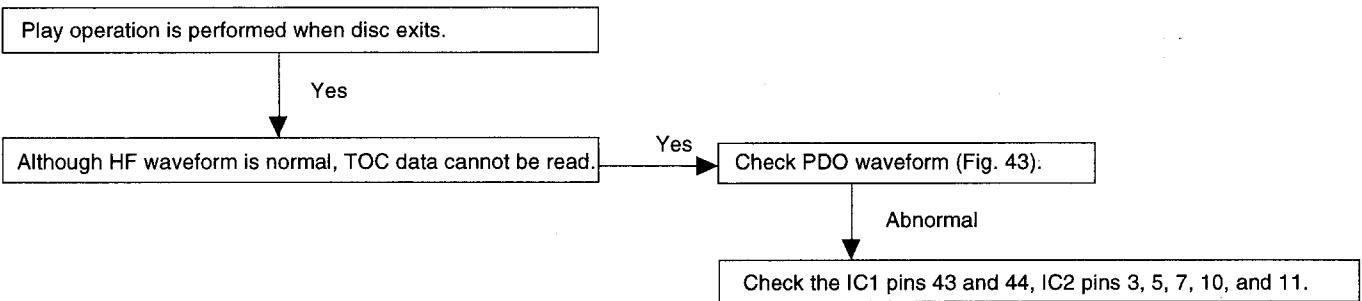 Play operation is performed when disc exits.
Yes
Although HF waveform is normal, TOC data cannot be read.
Yes
Check PDO waveform (Fig. 43).
Abnormal
Check the IC1 pins 43 and 44, IC2 pins 3, 5, 7, 10, and 11.